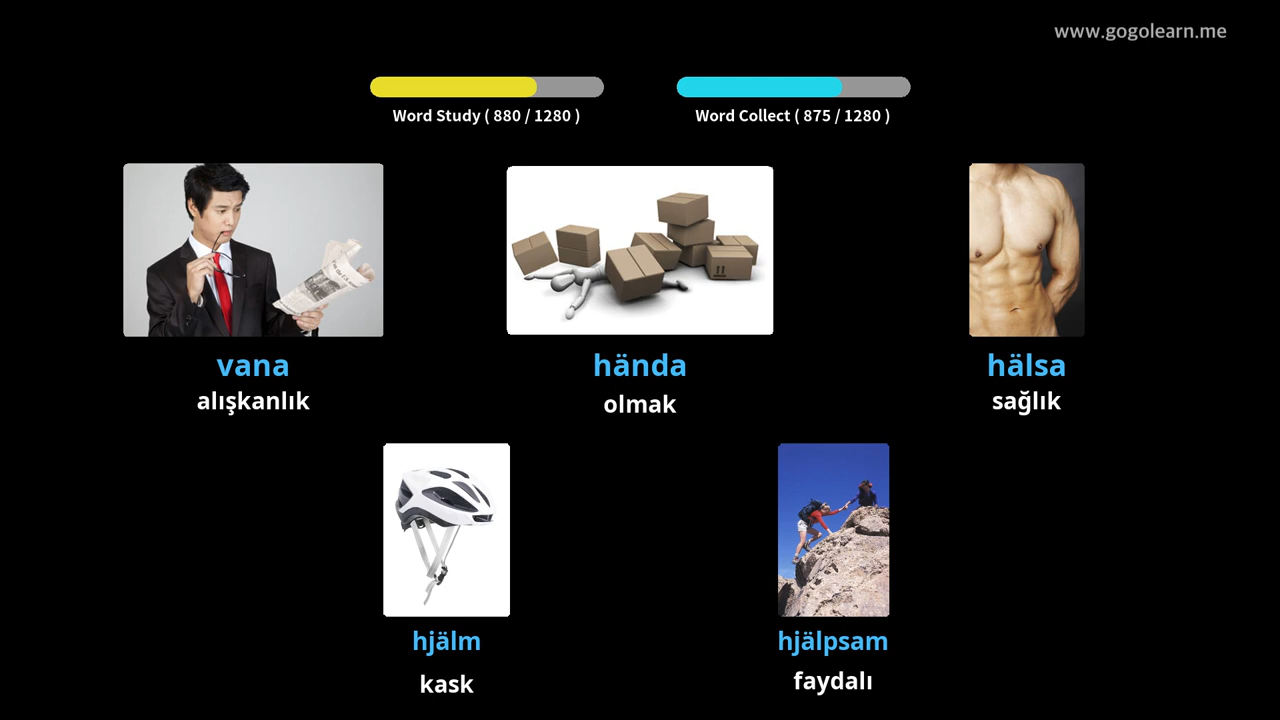 www.gogolearn.me
Word Study ( 880 / 1280 )
Word Collect ( 875 / 1280 )
vana
alışkanlık
hända
olmak
hälsa
sağlık
hjälm
kask
hjälpsam
faydalı